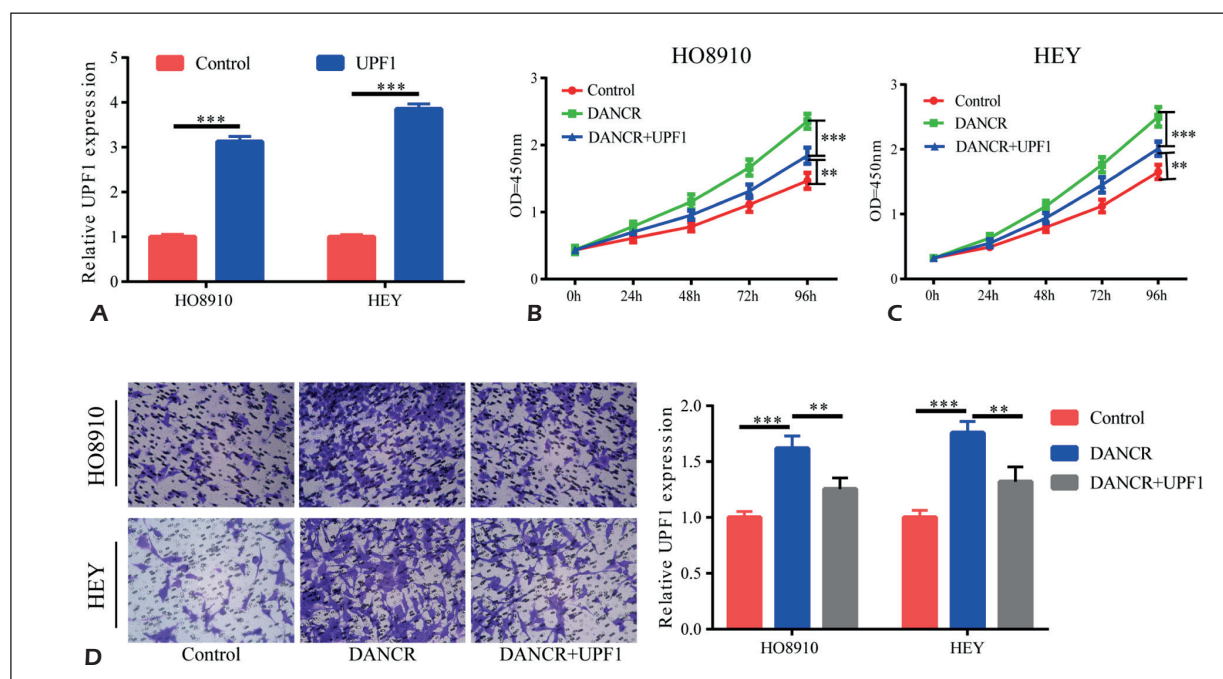 Control UPF1
Relative UPF1 expression
5
4
3
2
1
0
***
***
HO8910 HEY
A
HO8910
Control
DANCR
DANCR+UPF1
OD=450nm
3
2
1
0
***
**
0h 24h 48h 72h 96h
B
HEY
Control
DANCR
DANCR+UPF1
OD=450nm
3
2
1
0
***
**
0h 24h 48h 72h 96h
C
HO8910
HEY
Control DANCR DANCR+UPF1
D
Relative UPF1 expression
2.0
1.5
1.0
0.5
0.0
*** **
*** **
HO8910 HEY
Control
DANCR
DANCR+UPF1